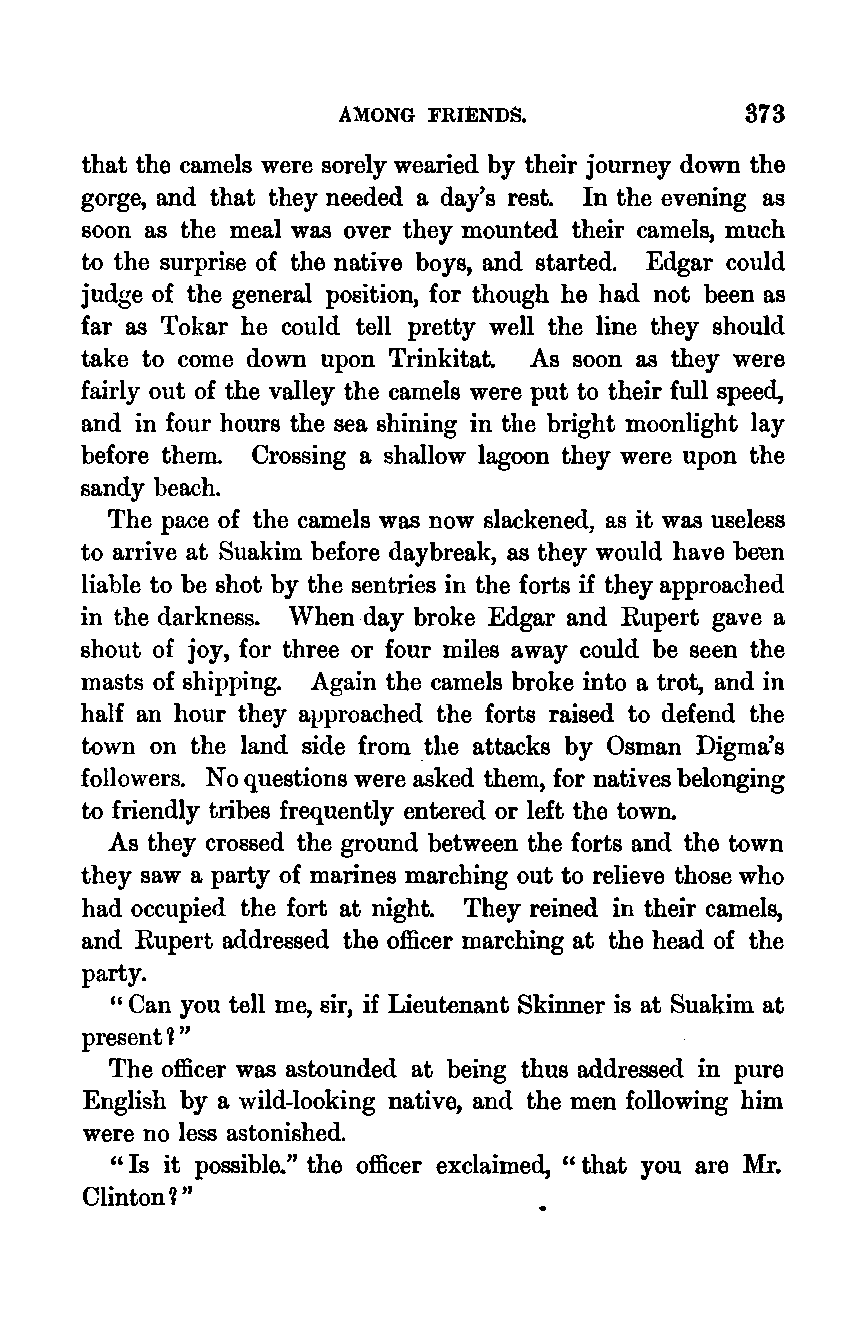 AMONG FRIENDS. 373
that the camels were sorely wearied by their journey down the
gorge, and that they needed a day's rest. In the evening as
soon as the meal was over they mounted their camels, much
to the surprise of the native boys, and started. Edgar could
judge of the general position, for though he had not been as
far as Tokar he could tell pretty well the line they should
take to come down upon Trinkitat. As soon as they were
fairly out of the valley the camels were put to their full speed,
and in four hours the sea shining in the bright moonlight lay
before them. Crossing a shallow lagoon they were upon the
sandy beach.
The pace of the camels was now slackened, as it was useless
to arrive at Suakim before daybreak, as they would have been
liable to be shot by the sentries in the forts if they approached
in the darkness. When day broke Edgar and Rupert gave a
shout of joy, for three or four miles away could be seen the
masts of shipping. Again the camels broke into a trot, and in
half an hour they approached the forts raised to defend the
town on the land side from the attacks by Osman Digma's
followers. No questions were asked them, for natives belonging
to friendly tribes frequently entered or left the town.
As they crossed the ground between the forts and the town
they saw a party of marines marching out to relieve those who
had occupied the fort at night. They reined in their camels,
and Rupert addressed the officer marching at the head of the
party.
"Can you tell me, sir, if Lieutenant Skinner is at Suakim at
present?"
The officer was astounded at being thus addressed in pure
English by a wild-looking native, and the men following him
were no less astonished.
"Is it possible." the officer exclaimed, "that you are Mr.
Clinton?"